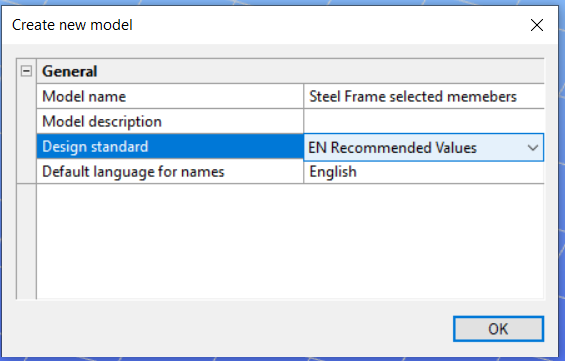 Create new model
General
Model name Steel Frame selected memebers
Model description
Design standard EN Recommended Values
Default language for names English
OK